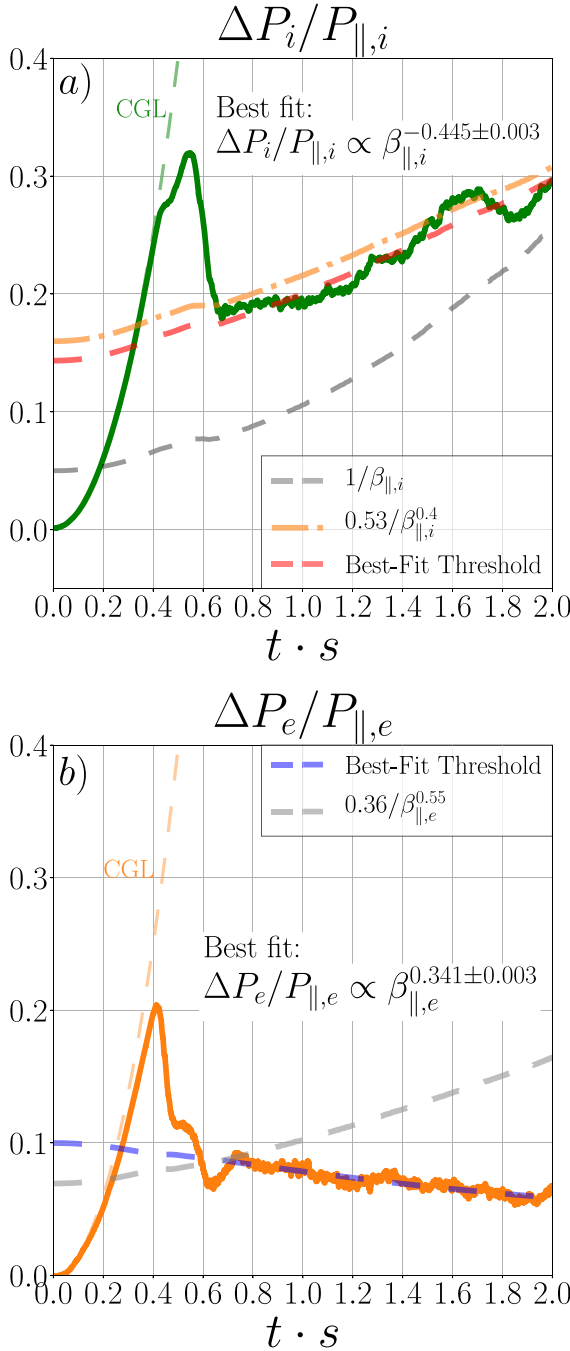 ΔP_i/P_{∥,i}
a)
CGL
Best fit:
ΔP_i/P_{∥,i} ∝ β_{∥,i}^{−0.445±0.003}
0.4
0.3
0.2
0.1
0.0
1/β_{∥,i}
0.53/β_{∥,i}^{0.4}
Best-Fit Threshold
0.0 0.2 0.4 0.6 0.8 1.0 1.2 1.4 1.6 1.8 2.0
t · s
ΔP_e/P_{∥,e}
b)
Best-Fit Threshold
0.36/β_{∥,e}^{0.55}
CGL
Best fit:
ΔP_e/P_{∥,e} ∝ β_{∥,e}^{0.341±0.003}
0.4
0.3
0.2
0.1
0.0
0.0 0.2 0.4 0.6 0.8 1.0 1.2 1.4 1.6 1.8 2.0
t · s